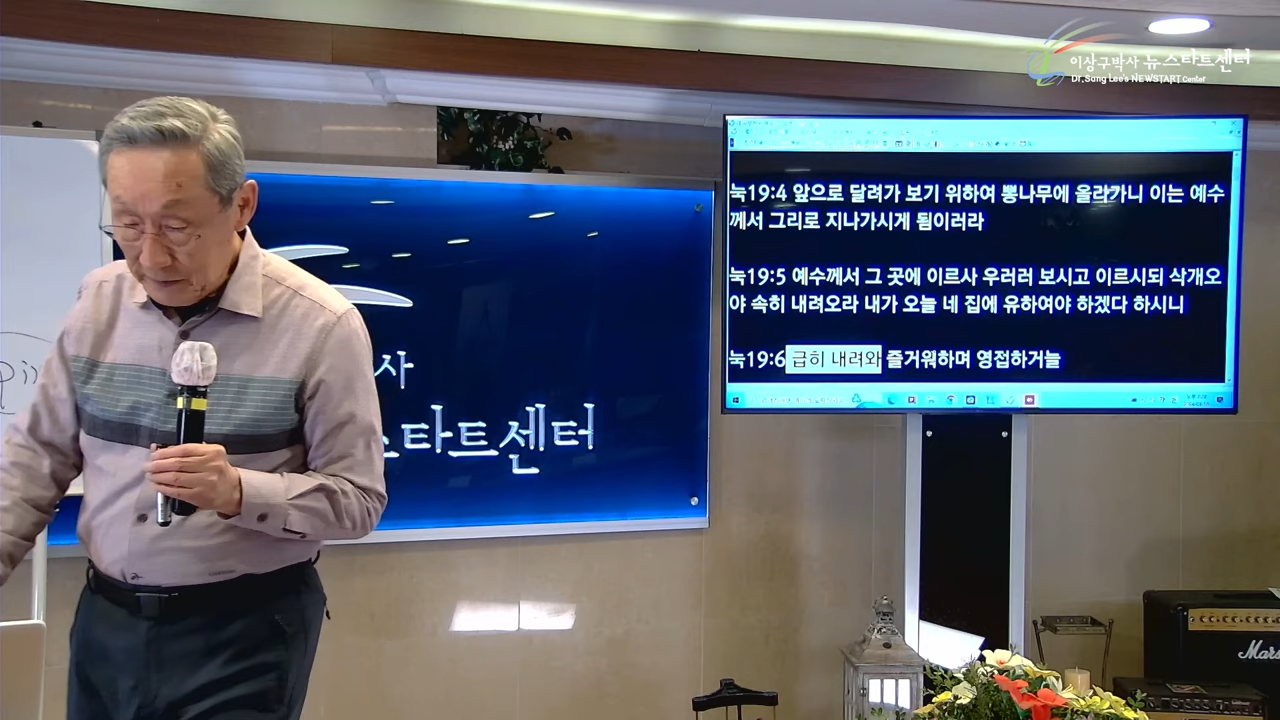 이상구박사 뉴스타트센터
Dr.Sang Lee's NEWSTART Center
눅19:4 앞으로 달려가 보기 위하여 뽕나무에 올라가니 이는 예수
께서 그리로 지나가시게 됨이러라
눅19:5 예수께서 그 곳에 이르사 우러러 보시고 이르시되 삭개오
야 속히 내려오라 내가 오늘 네 집에 유하여야 하겠다 하시니
눅19:6 급히 내려와 즐거워하며 영접하거늘
사
스타트센터
Mars